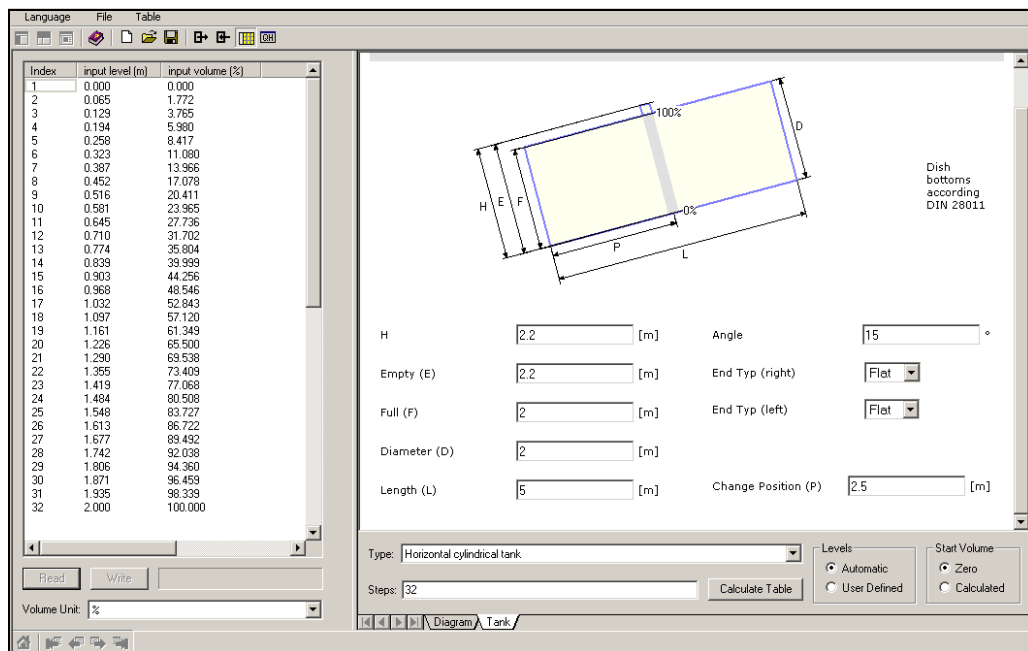 Language File Table
QH
Index input level (m) input volume (%)
1 0.000 0.000
2 0.065 1.772
3 0.129 3.765
4 0.194 5.980
5 0.258 8.417
6 0.323 11.080
7 0.387 13.966
8 0.452 17.078
9 0.516 20.411
10 0.581 23.965
11 0.645 27.736
12 0.710 31.702
13 0.774 35.804
14 0.839 39.999
15 0.903 44.256
16 0.968 48.546
17 1.032 52.843
18 1.097 57.120
19 1.161 61.349
20 1.226 65.500
21 1.290 69.538
22 1.355 73.409
23 1.419 77.068
24 1.484 80.508
25 1.548 83.727
26 1.613 86.722
27 1.677 89.492
28 1.742 92.038
29 1.806 94.360
30 1.871 96.459
31 1.935 98.339
32 2.000 100.000
Read Write
Volume Unit: %
100%
D
H E F
0%
P
L
Dish
bottoms
according
DIN 28011
H 2.2 [m] Angle 15 °
Empty (E) 2.2 [m] End Typ (right) Flat
Full (F) 2 [m] End Typ (left) Flat
Diameter (D) 2 [m]
Length (L) 5 [m] Change Position (P) 2.5 [m]
Type: Horizontal cylindrical tank
Steps: 32 Calculate Table
Levels
Automatic
User Defined
Start Volume
Zero
Calculated
Diagram Tank